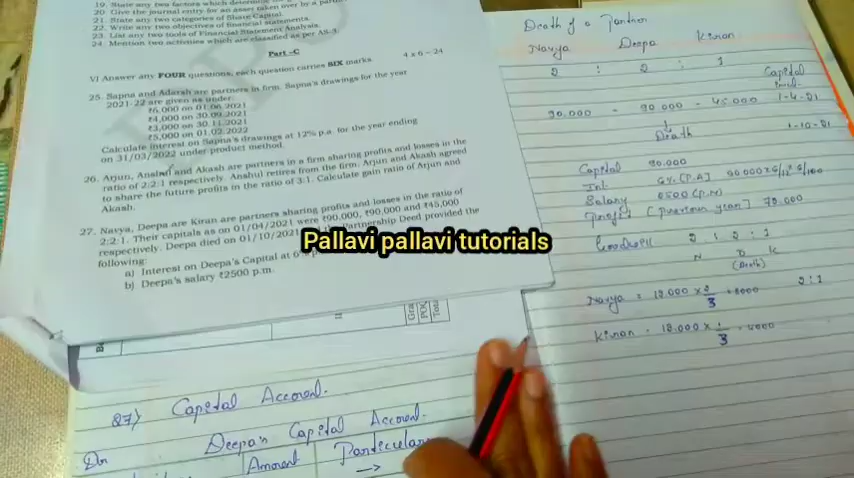 19. State any two factors which determine
20. Give the journal entry for an asset taken over by a partner
21. State any two categories of Share Capital.
22. Write any two objectives of financial statements.
23. List any two tools of Financial Statement Analysis.
24. Mention two activities which are classified as per AS-3.
Part -C
VI Answer any FOUR questions, each question carries SIX marks 4 x 6 = 24
25. Sapna and Adarsh are partners in firm. Sapna's drawings for the year
2021-22 are given as under:
₹6,000 on 01.06.2021
₹4,000 on 30.09.2021
₹3,000 on 30.11.2021
₹5,000 on 01.02.2022
Calculate interest on Sapna's drawings at 12% p.a. for the year ending
on 31/03/2022 under product method.
26. Arjun, Anshul and Akash are partners in a firm sharing profits and losses in the
ratio of 2:2:1 respectively. Anshul retires from the firm. Arjun and Akash agreed
to share the future profits in the ratio of 3:1. Calculate gain ratio of Arjun and
Akash.
27. Navya, Deepa are Kiran are partners sharing profits and losses in the ratio of
2:2:1. Their capitals as on 01/04/2021 were ₹90,000, ₹90,000 and ₹45,000
respectively. Deepa died on 01/10/2021 Partnership Deed provided the
following:
a) Interest on Deepa's Capital at 6
b) Deepa's salary ₹2500 p.m.
Pallavi pallavi tutorials
Death of a Partner
Navya Deepa Kiran
2 : 2 : 1
Capital
90.000 - 90.000 - 45.000 1-4-21
Death 1-10-21
Capital 90.000
Int 6% [P.A] 90000x6/12x6/100
Salary 2500 (P.M)
Profit [previous year]
Goodwill 2 : 2 : 1
N D K
(Death)
Navya = 12.000 x 2/3 = 8000 2:1
Kiran = 12.000 x 1/3 = 4000
27) Capital Account.
Deepa's Capital Account.
Dr
Amount Particulars